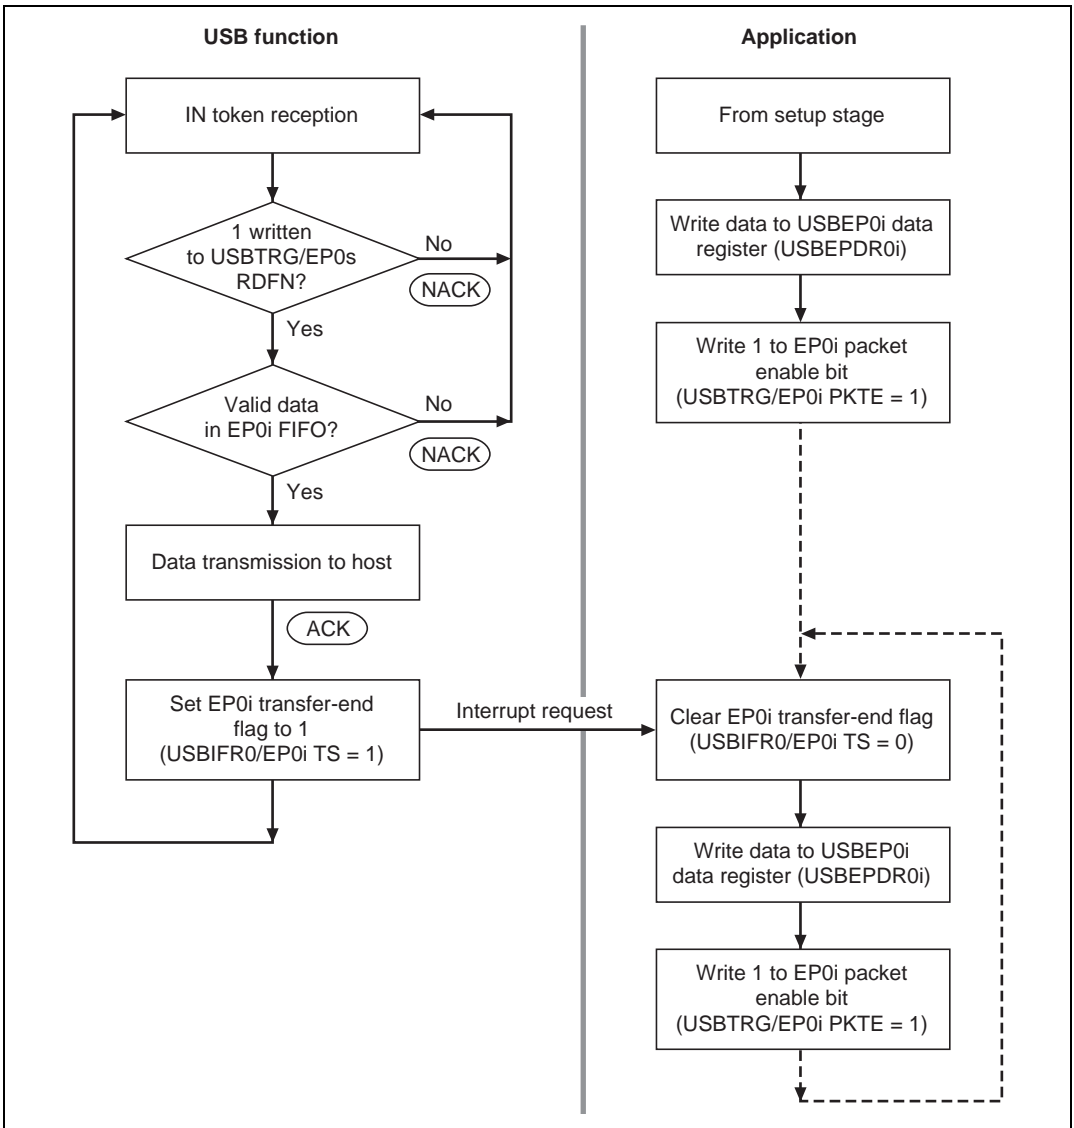 USB function
IN token reception
1 written
to USBTRG/EP0s
RDFN?
No
NACK
Yes
Valid data
in EP0i FIFO?
No
NACK
Yes
Data transmission to host
ACK
Set EP0i transfer-end
flag to 1
(USBIFR0/EP0i TS = 1)
Interrupt request
Application
From setup stage
Write data to USBEP0i data
register (USBEPDR0i)
Write 1 to EP0i packet
enable bit
(USBTRG/EP0i PKTE = 1)
Clear EP0i transfer-end flag
(USBIFR0/EP0i TS = 0)
Write data to USBEP0i
data register (USBEPDR0i)
Write 1 to EP0i packet
enable bit
(USBTRG/EP0i PKTE = 1)